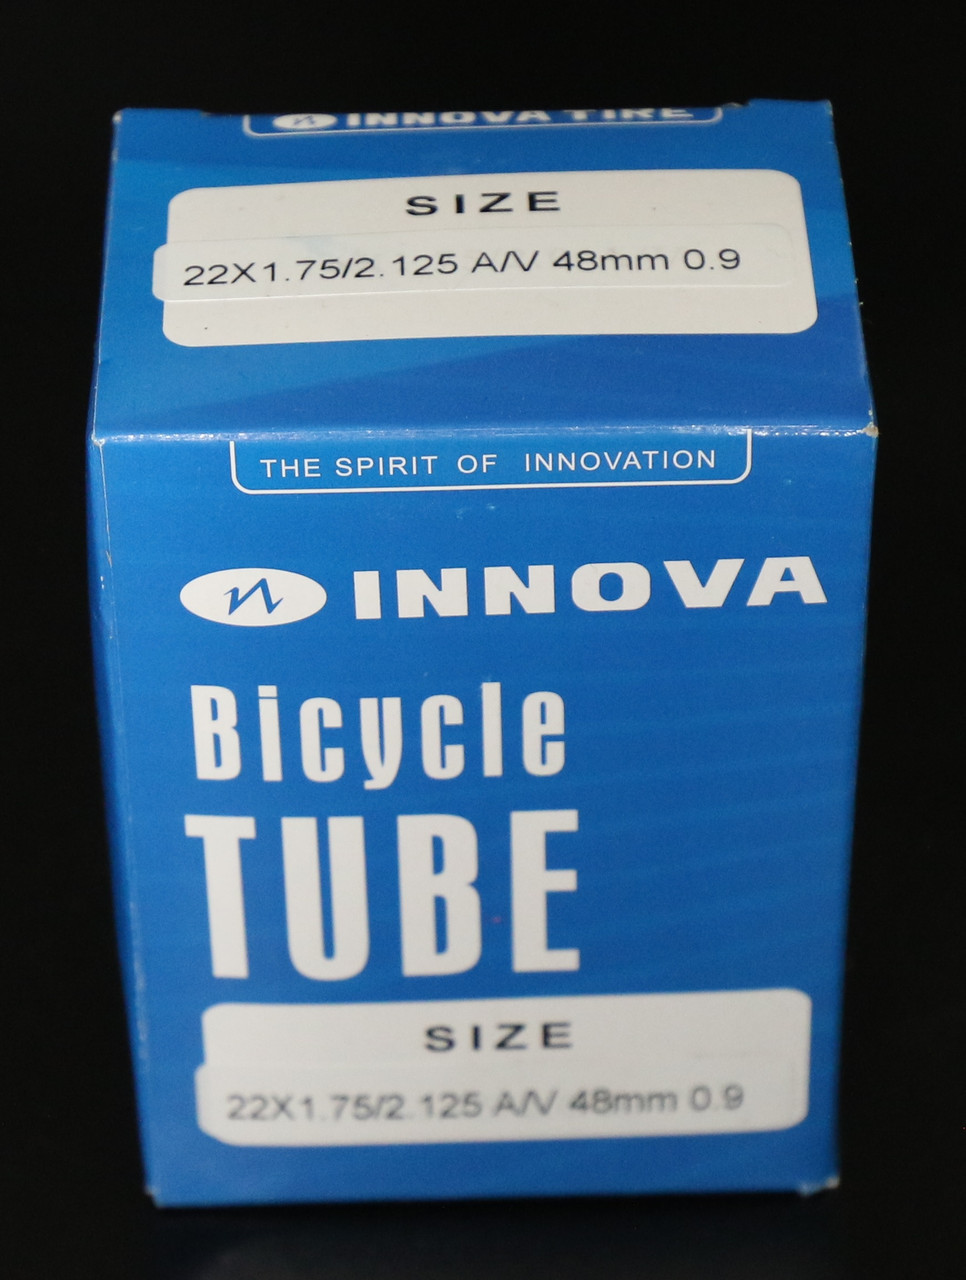 INNOVA TIRE
SIZE
22X1.75/2.125 A/V 48mm 0.9
THE SPIRIT OF INNOVATION
INNOVA
Bicycle
TUBE
SIZE
22X1.75/2.125 A/V 48mm 0.9